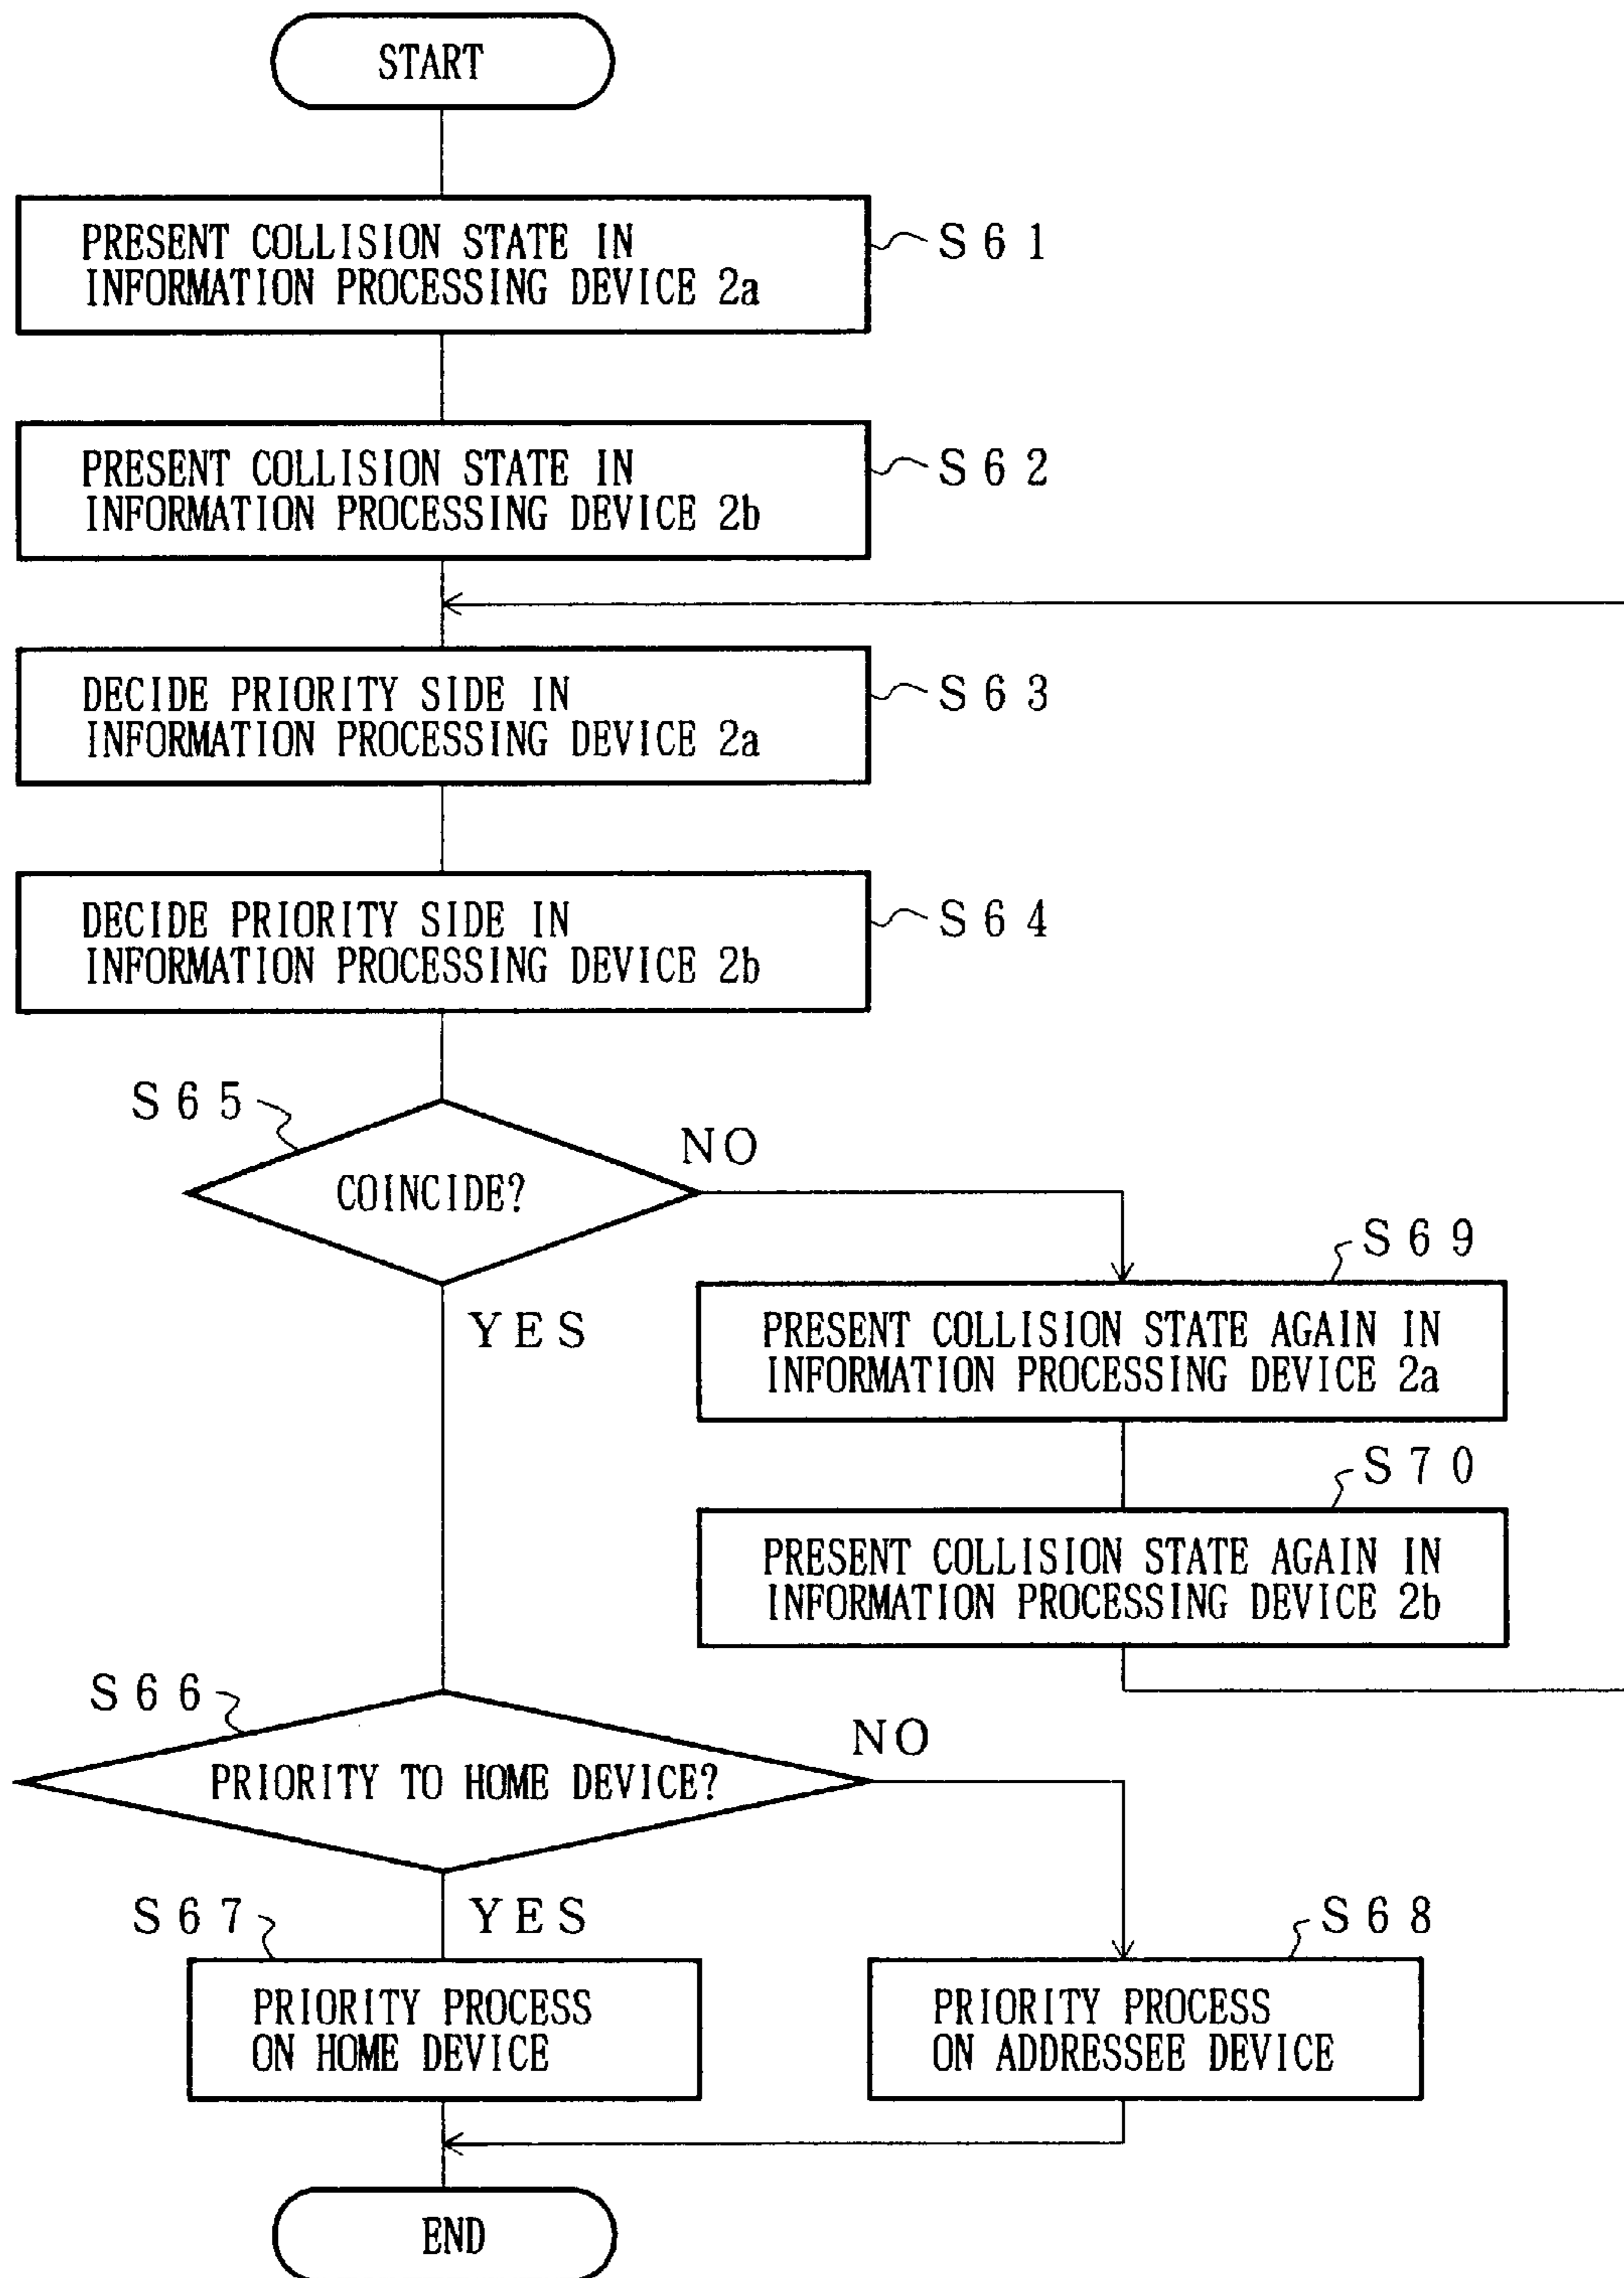 START
PRESENT COLLISION STATE IN
INFORMATION PROCESSING DEVICE 2a
S61
PRESENT COLLISION STATE IN
INFORMATION PROCESSING DEVICE 2b
S62
DECIDE PRIORITY SIDE IN
INFORMATION PROCESSING DEVICE 2a
S63
DECIDE PRIORITY SIDE IN
INFORMATION PROCESSING DEVICE 2b
S64
S65
COINCIDE?
NO
YES
S69
PRESENT COLLISION STATE AGAIN IN
INFORMATION PROCESSING DEVICE 2a
S70
PRESENT COLLISION STATE AGAIN IN
INFORMATION PROCESSING DEVICE 2b
S66
PRIORITY TO HOME DEVICE?
NO
YES
S67
PRIORITY PROCESS
ON HOME DEVICE
S68
PRIORITY PROCESS
ON ADDRESSEE DEVICE
END